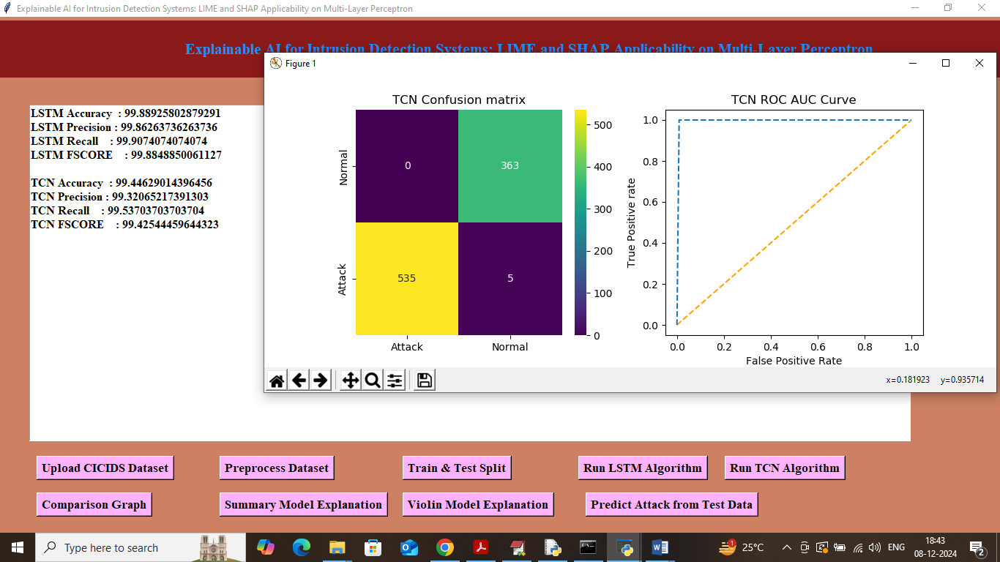 Explainable AI for Intrusion Detection Systems: LIME and SHAP Applicability on Multi-Layer Perceptron
Explainable AI for Intrusion Detection Systems: LIME and SHAP Applicability on Multi-Layer Perceptron
LSTM Accuracy : 99.88925802879291
LSTM Precision : 99.86263736263736
LSTM Recall : 99.9074074074074
LSTM FSCORE : 99.8848850061127
TCN Accuracy : 99.44629014396456
TCN Precision : 99.32065217391303
TCN Recall : 99.53703703703704
TCN FSCORE : 99.42544459644323
Figure 1
TCN Confusion matrix
Normal
Attack
0
363
535
5
Attack
Normal
500
400
300
200
100
0
TCN ROC AUC Curve
True Positive rate
1.0
0.8
0.6
0.4
0.2
0.0
0.0 0.2 0.4 0.6 0.8 1.0
False Positive Rate
x=0.181923 y=0.935714
Upload CICIDS Dataset
Preprocess Dataset
Train & Test Split
Run LSTM Algorithm
Run TCN Algorithm
Comparison Graph
Summary Model Explanation
Violin Model Explanation
Predict Attack from Test Data
Type here to search
1
25°C
ENG
18:43
08-12-2024
2